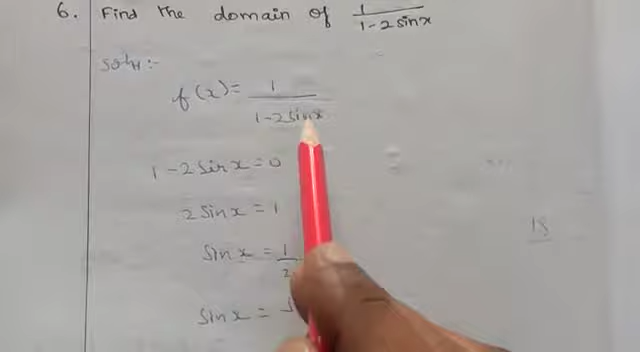 6. Find the domain of 1/(1-2sinx)
Soln:-
f(x)= 1/(1-2sinx)
1-2sinx=0
2sinx=1
sinx=1/2
sinx=
18